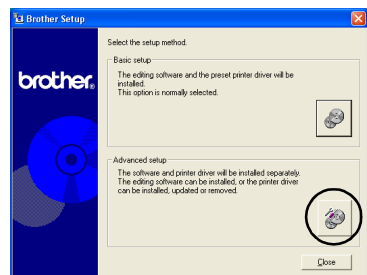 Brother Setup
Select the setup method.
brother®
Basic setup
The editing software and the preset printer driver will be
installed.
This option is normally selected.
Advanced setup
The software and printer driver will be installed separately.
The editing software can be installed, or the printer driver
can be installed, updated or removed.
Close